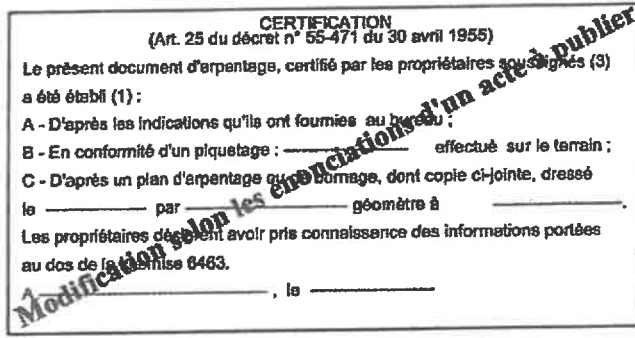 CERTIFICATION
(Art. 25 du décret n° 55-471 du 30 avril 1955)
Le présent document d'arpentage, certifié par les propriétaires soussignés (3)
a été établi (1) :
A - D'après les indications qu'ils ont fournies au bureau ;
B - En conformité d'un piquetage : effectué sur le terrain ;
C - D'après un plan d'arpentage ou de bornage, dont copie ci-jointe, dressé
le par géomètre à .
Les propriétaires déclarent avoir pris connaissance des informations portées
au dos de la chemise 6463.
, le
Modification selon les énonciations d'un acte à publier